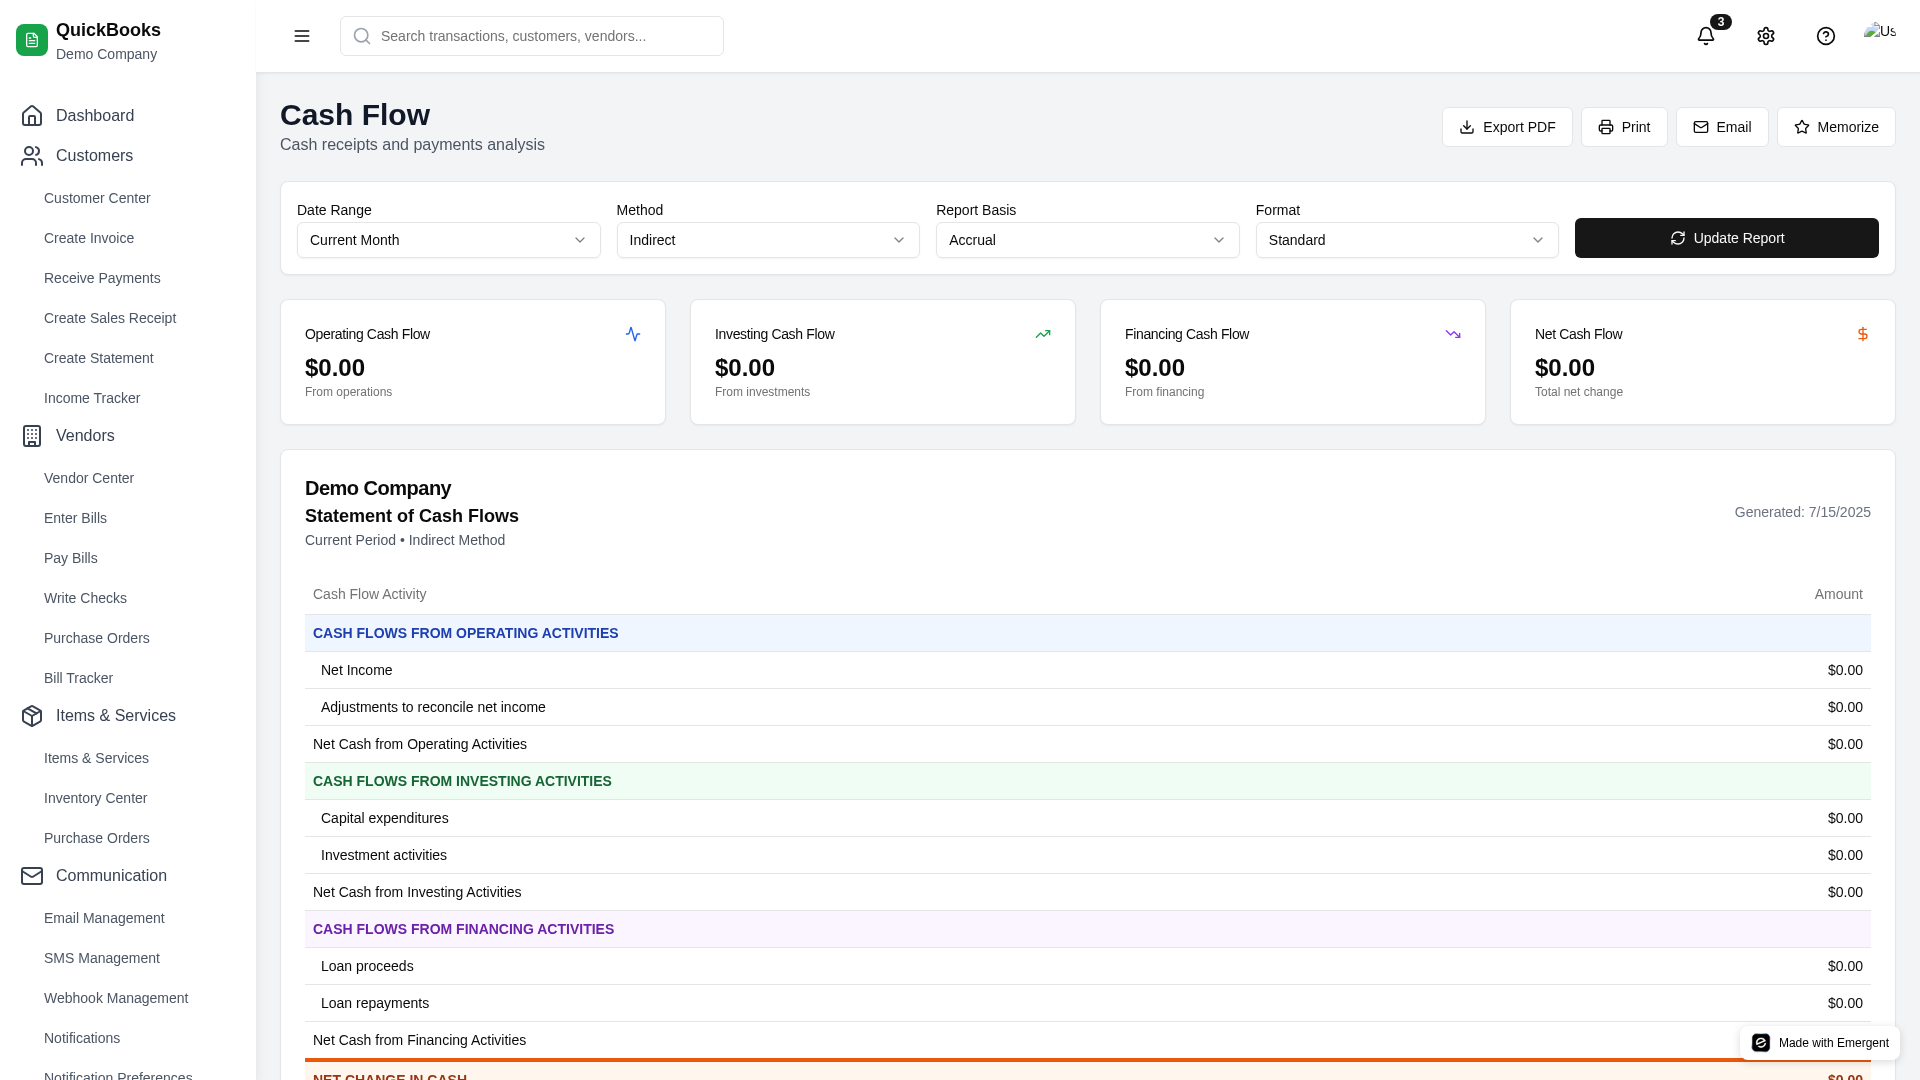 QuickBooks
Demo Company
Dashboard
Customers
Customer Center
Create Invoice
Receive Payments
Create Sales Receipt
Create Statement
Income Tracker
Vendors
Vendor Center
Enter Bills
Pay Bills
Write Checks
Purchase Orders
Bill Tracker
Items & Services
Items & Services
Inventory Center
Purchase Orders
Communication
Email Management
SMS Management
Webhook Management
Notifications
Notification Preferences
Search transactions, customers, vendors...
3
Us
Cash Flow
Cash receipts and payments analysis
Export PDF
Print
Email
Memorize
Date Range
Current Month
Method
Indirect
Report Basis
Accrual
Format
Standard
Update Report
Operating Cash Flow
$0.00
From operations
Investing Cash Flow
$0.00
From investments
Financing Cash Flow
$0.00
From financing
Net Cash Flow
$0.00
Total net change
Demo Company
Statement of Cash Flows
Current Period • Indirect Method
Generated: 7/15/2025
Cash Flow Activity Amount
CASH FLOWS FROM OPERATING ACTIVITIES
Net Income $0.00
Adjustments to reconcile net income $0.00
Net Cash from Operating Activities $0.00
CASH FLOWS FROM INVESTING ACTIVITIES
Capital expenditures $0.00
Investment activities $0.00
Net Cash from Investing Activities $0.00
CASH FLOWS FROM FINANCING ACTIVITIES
Loan proceeds $0.00
Loan repayments $0.00
Net Cash from Financing Activities
NET CHANGE IN CASH $0.00
Made with Emergent